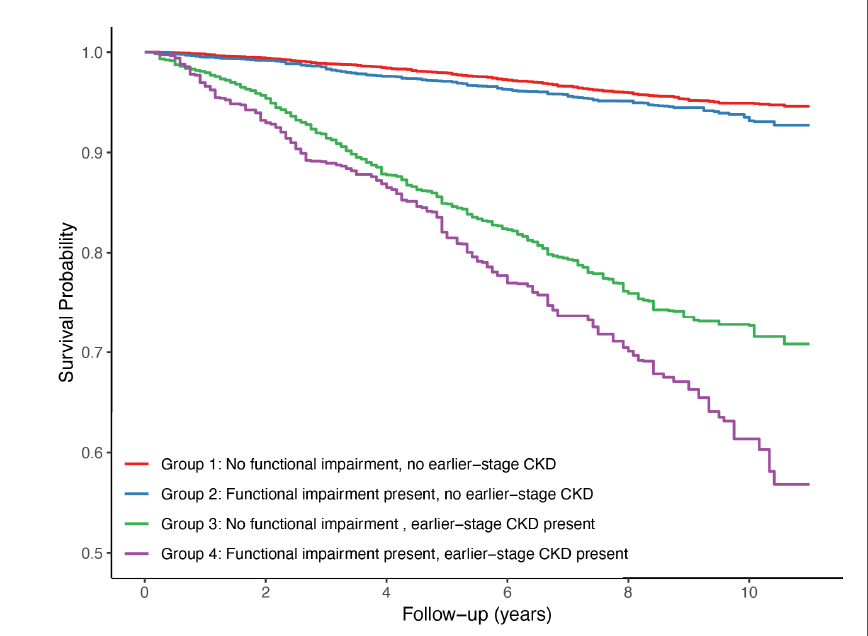 Survival Probability
1.0
0.9
0.8
0.7
0.6
0.5
Group 1: No functional impairment, no earlier−stage CKD
Group 2: Functional impairment present, no earlier−stage CKD
Group 3: No functional impairment , earlier−stage CKD present
Group 4: Functional impairment present, earlier−stage CKD present
0 2 4 6 8 10
Follow−up (years)